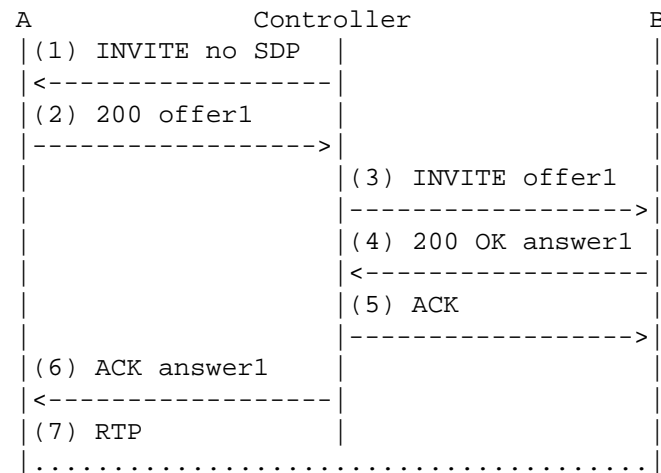 A Controller B
(1) INVITE no SDP
(2) 200 offer1
(3) INVITE offer1
(4) 200 OK answer1
(5) ACK
(6) ACK answer1
(7) RTP